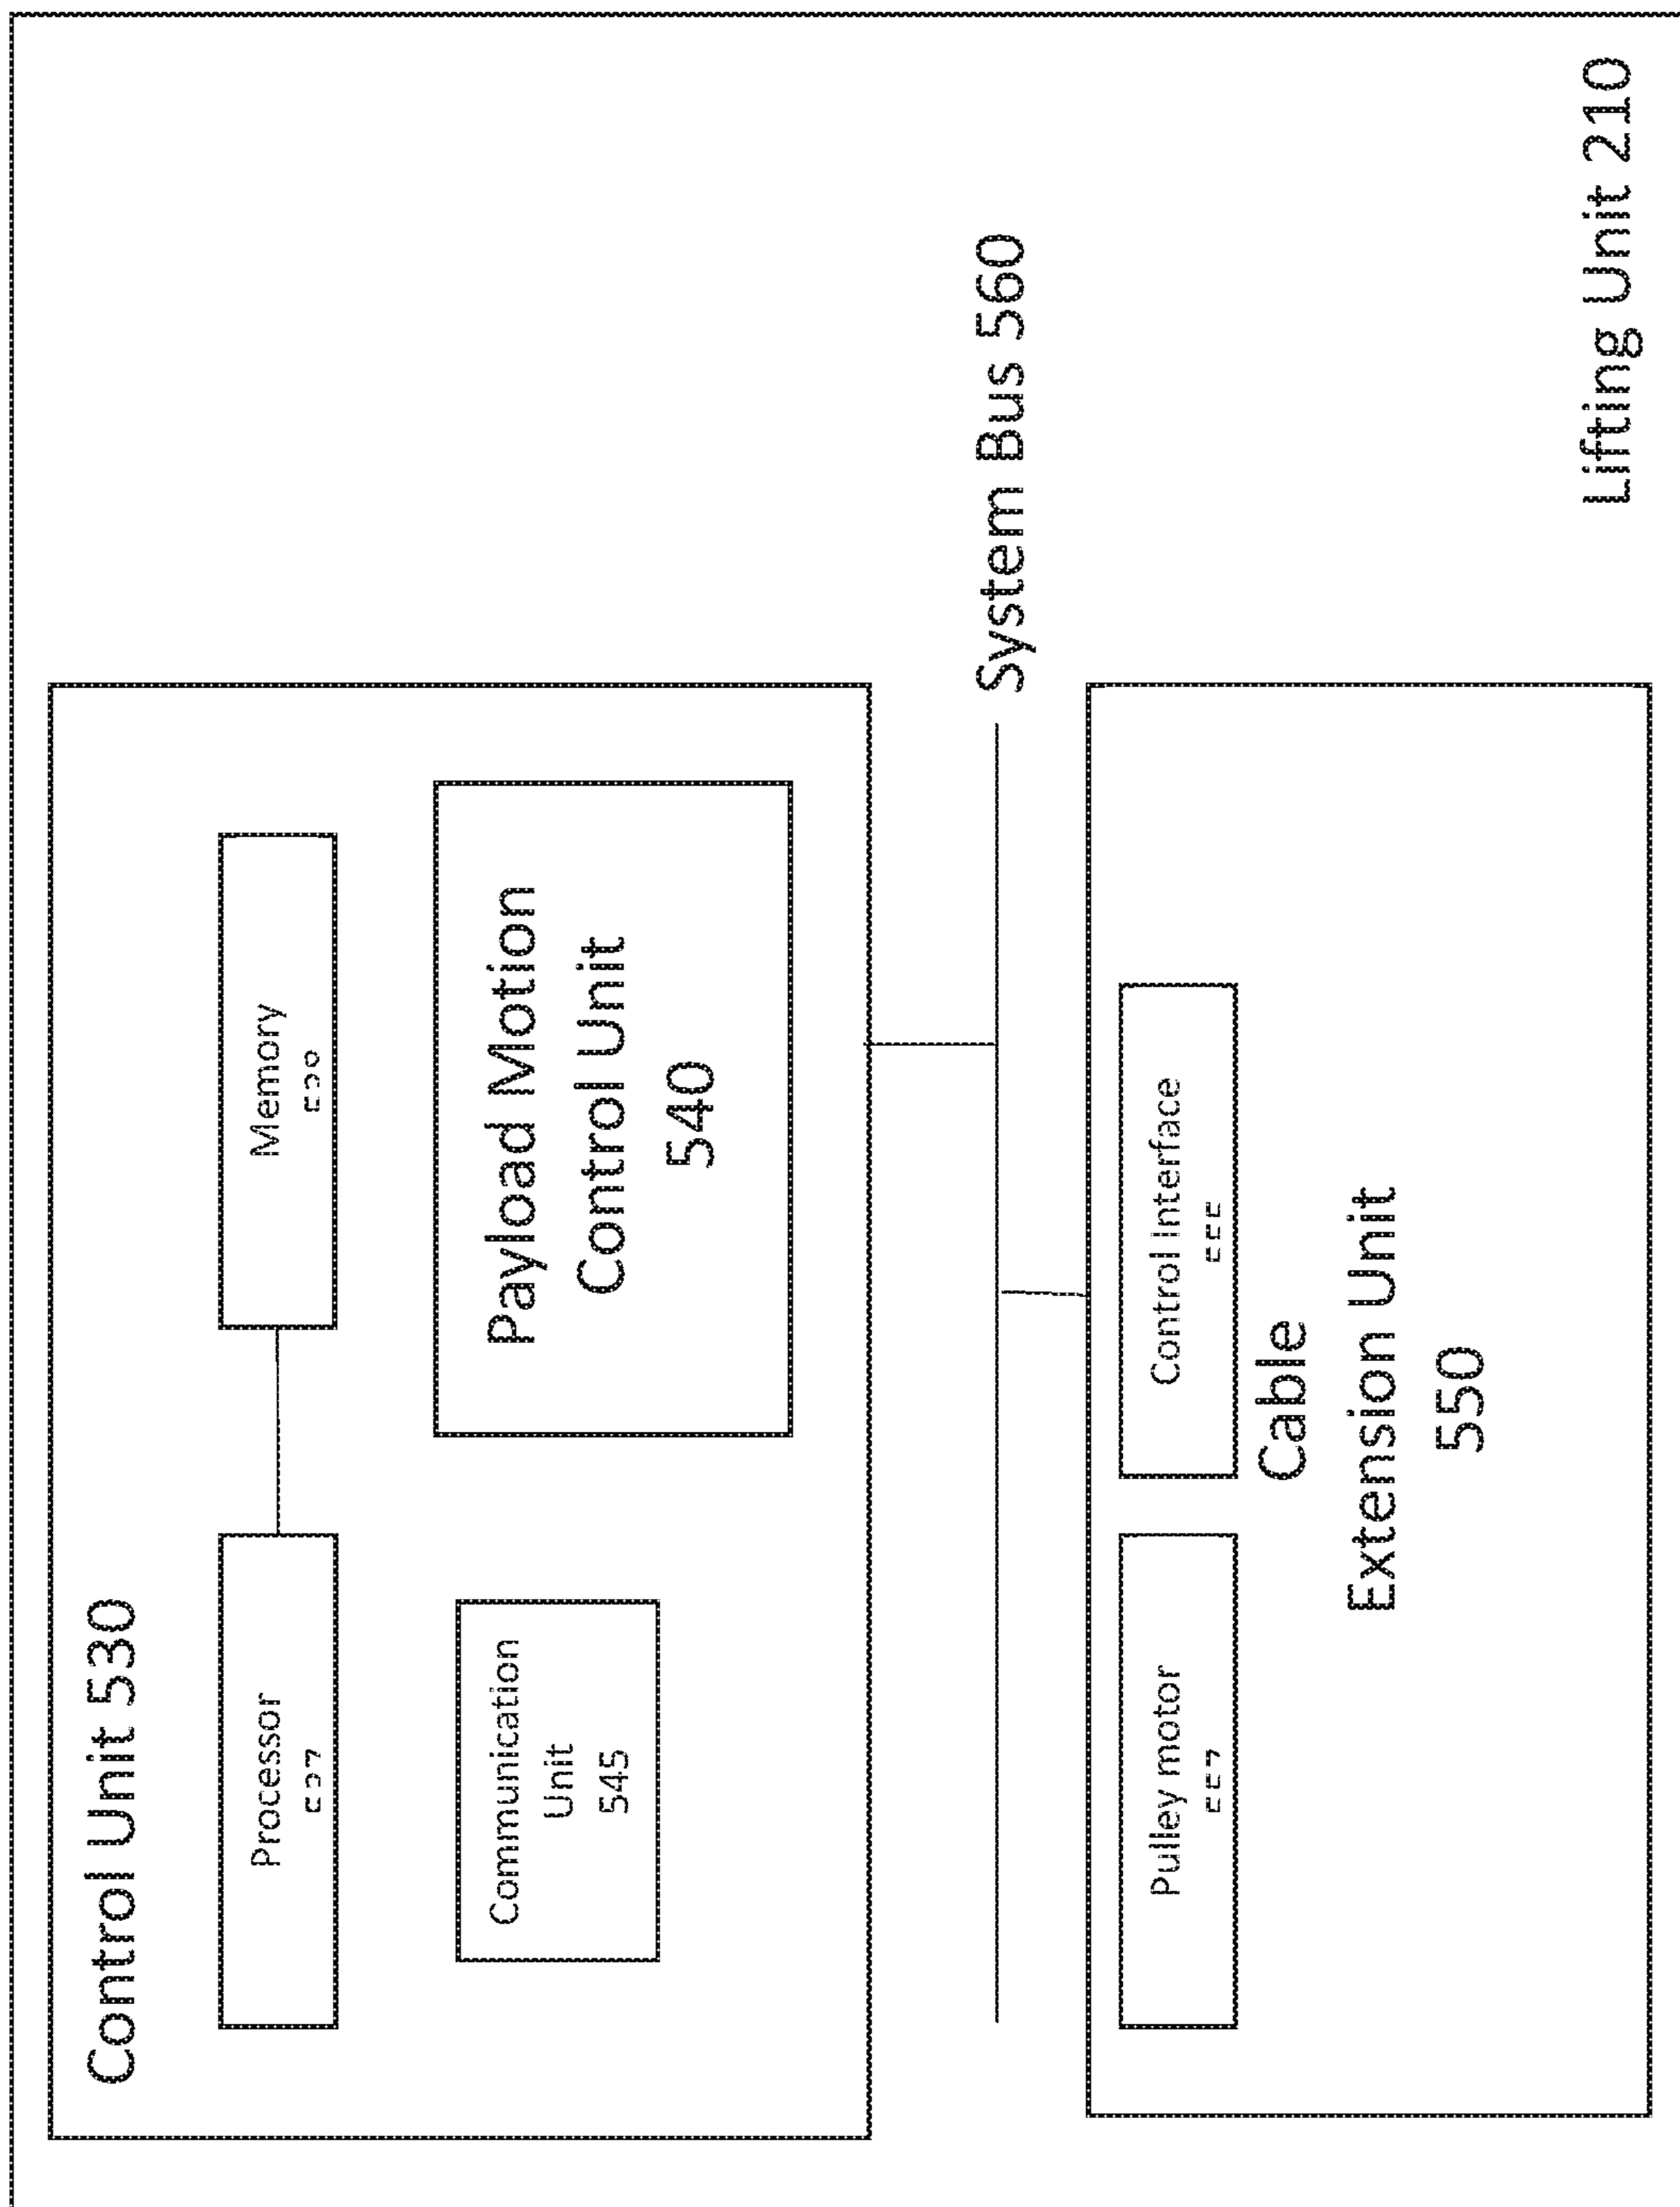 Control Unit 530
Processor
Memory
Communication
Unit
545
Payload Motion
Control Unit
540
System Bus 560
Pulley motor
Control Interface
Cable
Extension Unit
550
Lifting Unit 210